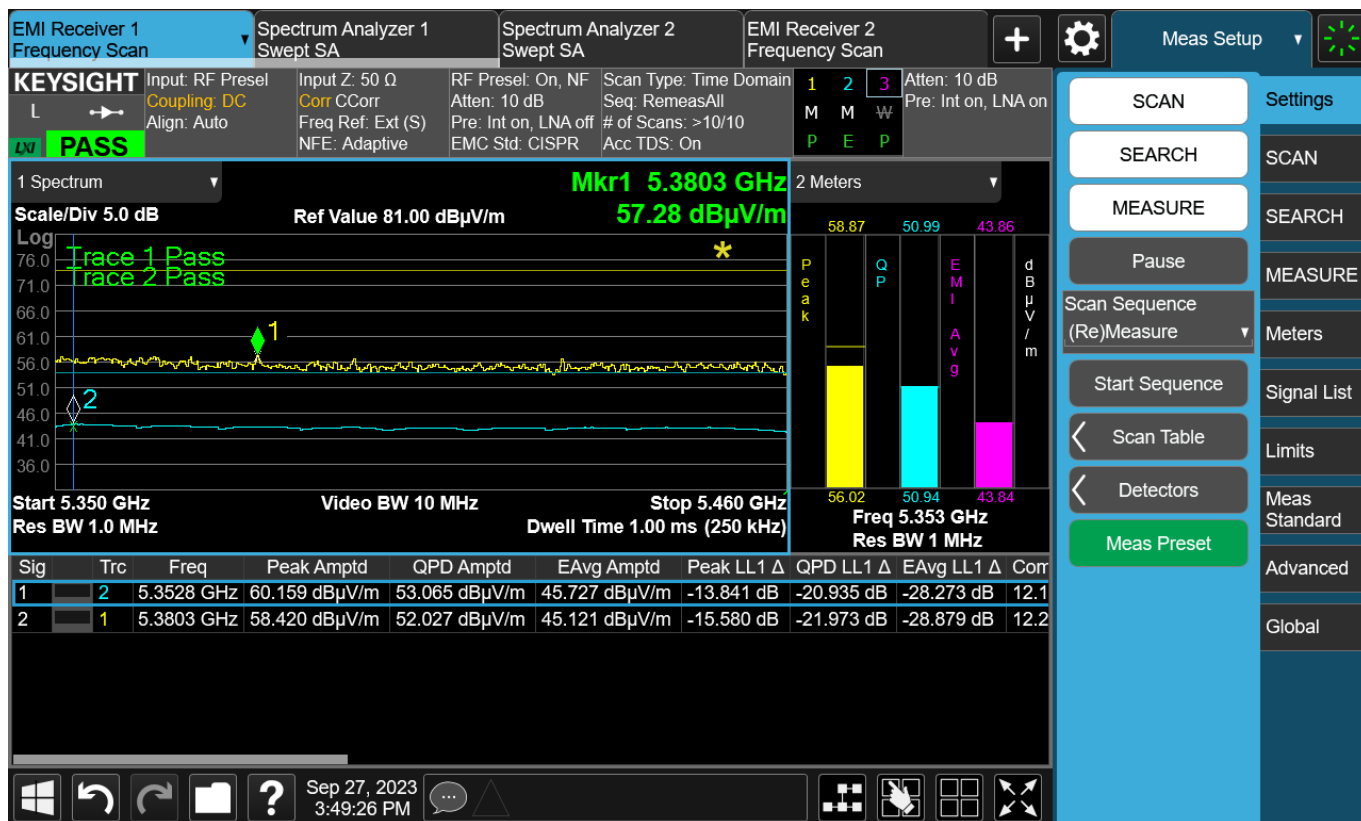 EMI Receiver 1
Frequency Scan
Spectrum Analyzer 1
Swept SA
Spectrum Analyzer 2
Swept SA
EMI Receiver 2
Frequency Scan
+
Meas Setup
KEYSIGHT
L
LXI
PASS
Input: RF Presel
Coupling: DC
Align: Auto
Input Z: 50 Ω
Corr CCorr
Freq Ref: Ext (S)
NFE: Adaptive
RF Presel: On, NF
Atten: 10 dB
Pre: Int on, LNA off
EMC Std: CISPR
Scan Type: Time Domain
Seq: RemeasAll
# of Scans: >10/10
Acc TDS: On
1 2 3
M M W
P E P
Atten: 10 dB
Pre: Int on, LNA on
1 Spectrum
Mkr1 5.3803 GHz
57.28 dBµV/m
Scale/Div 5.0 dB
Ref Value 81.00 dBµV/m
Log
Trace 1 Pass
Trace 2 Pass
*
76.0
71.0
66.0
61.0
56.0
51.0
46.0
41.0
36.0
1
2
Start 5.350 GHz
Video BW 10 MHz
Stop 5.460 GHz
Res BW 1.0 MHz
Dwell Time 1.00 ms (250 kHz)
2 Meters
58.87 50.99 43.86
Peak
QP
EMI Avg
dBµV/m
56.02 50.94 43.84
Freq 5.353 GHz
Res BW 1 MHz
Sig Trc Freq Peak Amptd QPD Amptd EAvg Amptd Peak LL1 Δ QPD LL1 Δ EAvg LL1 Δ Com
1 2 5.3528 GHz 60.159 dBµV/m 53.065 dBµV/m 45.727 dBµV/m -13.841 dB -20.935 dB -28.273 dB 12.1
2 1 5.3803 GHz 58.420 dBµV/m 52.027 dBµV/m 45.121 dBµV/m -15.580 dB -21.973 dB -28.879 dB 12.2
?
Sep 27, 2023
3:49:26 PM
SCAN
SEARCH
MEASURE
Pause
Scan Sequence
(Re)Measure
Start Sequence
Scan Table
Detectors
Meas Preset
Settings
SCAN
SEARCH
MEASURE
Meters
Signal List
Limits
Meas
Standard
Advanced
Global